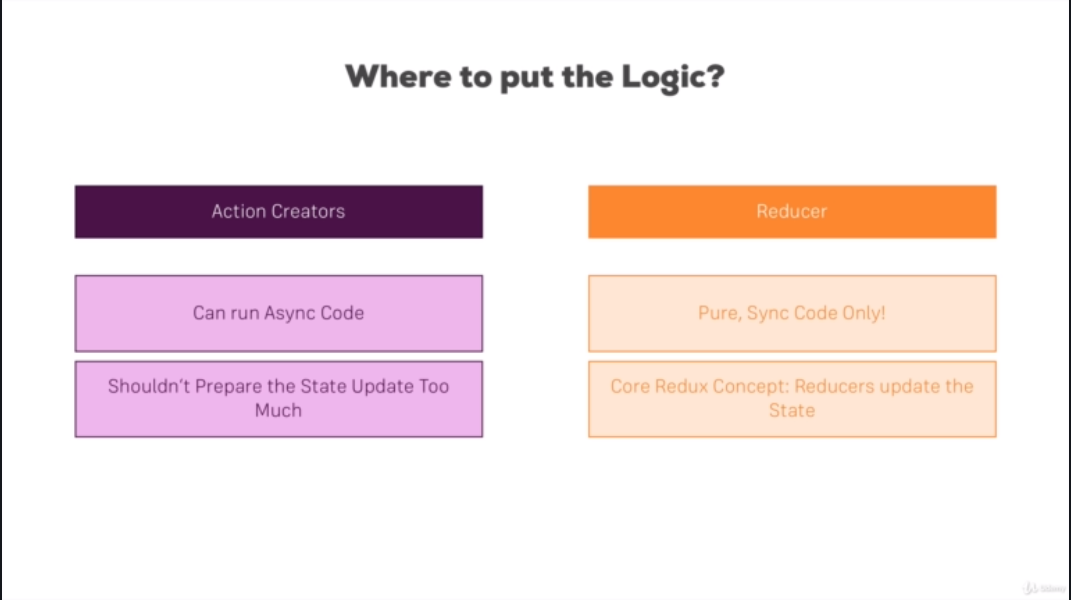 Where to put the Logic?
Action Creators
Reducer
Can run Async Code
Pure, Sync Code Only!
Shouldn't Prepare the State Update Too
Much
Core Redux Concept: Reducers update the
State
Udemy